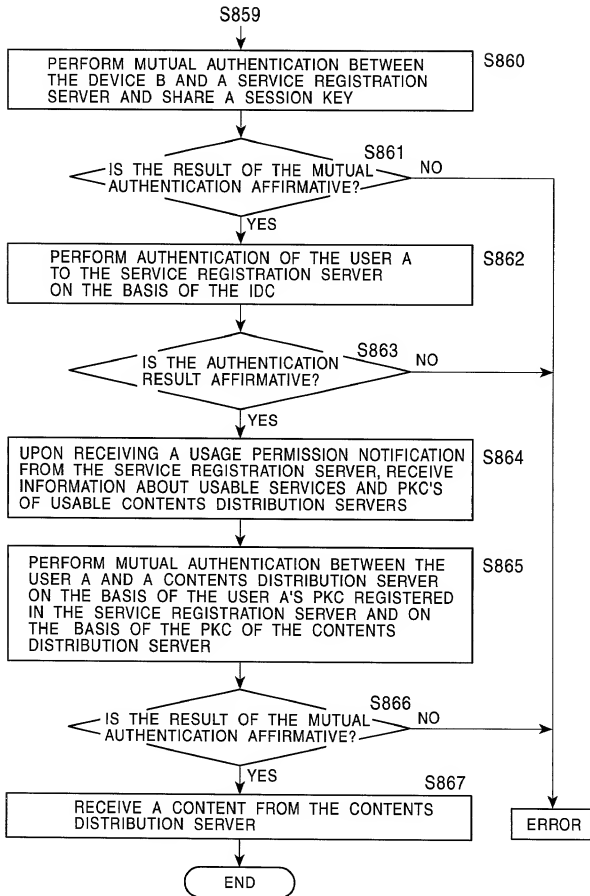 S859
PERFORM MUTUAL AUTHENTICATION BETWEEN
THE DEVICE B AND A SERVICE REGISTRATION
SERVER AND SHARE A SESSION KEY
S860
S861
IS THE RESULT OF THE MUTUAL
AUTHENTICATION AFFIRMATIVE?
NO
YES
PERFORM AUTHENTICATION OF THE USER A
TO THE SERVICE REGISTRATION SERVER
ON THE BASIS OF THE IDC
S862
S863
IS THE AUTHENTICATION
RESULT AFFIRMATIVE?
NO
YES
UPON RECEIVING A USAGE PERMISSION NOTIFICATION
FROM THE SERVICE REGISTRATION SERVER, RECEIVE
INFORMATION ABOUT USABLE SERVICES AND PKC'S
OF USABLE CONTENTS DISTRIBUTION SERVERS
S864
PERFORM MUTUAL AUTHENTICATION BETWEEN THE
USER A AND A CONTENTS DISTRIBUTION SERVER
ON THE BASIS OF THE USER A'S PKC REGISTERED
IN THE SERVICE REGISTRATION SERVER AND ON
THE BASIS OF THE PKC OF THE CONTENTS
DISTRIBUTION SERVER
S865
S866
IS THE RESULT OF THE MUTUAL
AUTHENTICATION AFFIRMATIVE?
NO
YES
S867
RECEIVE A CONTENT FROM THE CONTENTS
DISTRIBUTION SERVER
ERROR
END